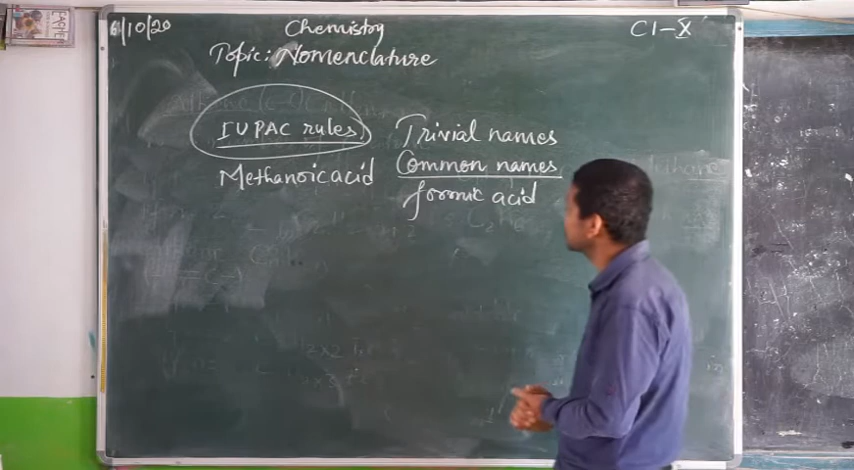 6/10/20 Chemistry Cl-X
Topic: Nomenclature
IUPAC rules Trivial names
Common names
Methanoic acid formic acid